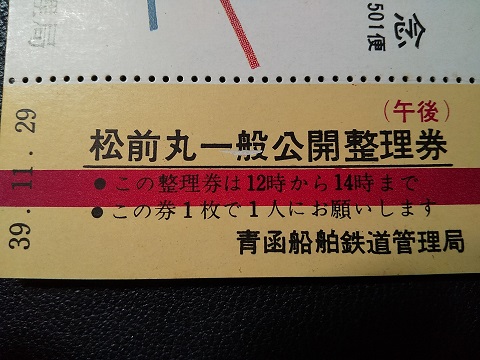 念
501便
理局
(午後)
松前丸一般公開整理券
●この整理券は12時から14時まで
●この券1枚で1人にお願いします
青函船舶鉄道管理局
39.11.29